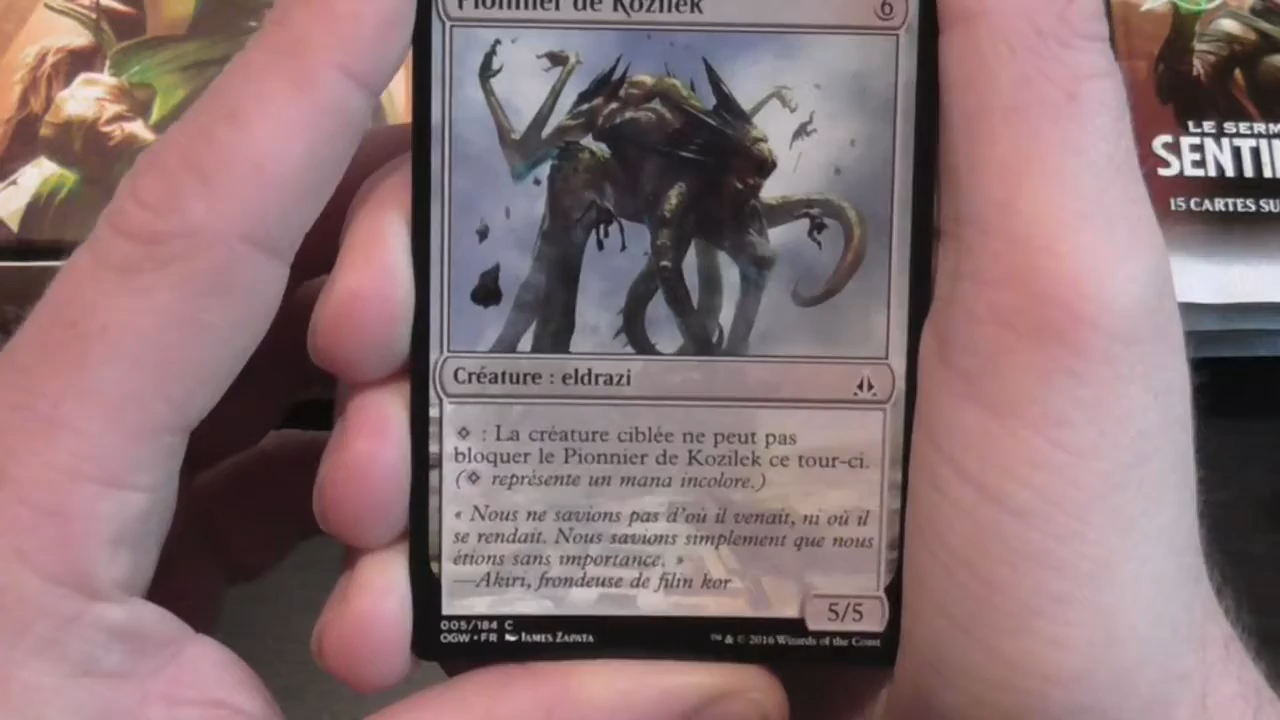 Pionnier de Kozilek
6
Créature : eldrazi
: La créature ciblée ne peut pas
bloquer le Pionnier de Kozilek ce tour-ci.
( représente un mana incolore.)
« Nous ne savions pas d'où il venait, ni où il
se rendait. Nous savions simplement que nous
étions sans importance. »
—Akiri, frondeuse de filin kor
5/5
005/184 C
OGW • FR James Zapata
™ & © 2016 Wizards of the Coast
LE SERM
SENTI
15 CARTES SU